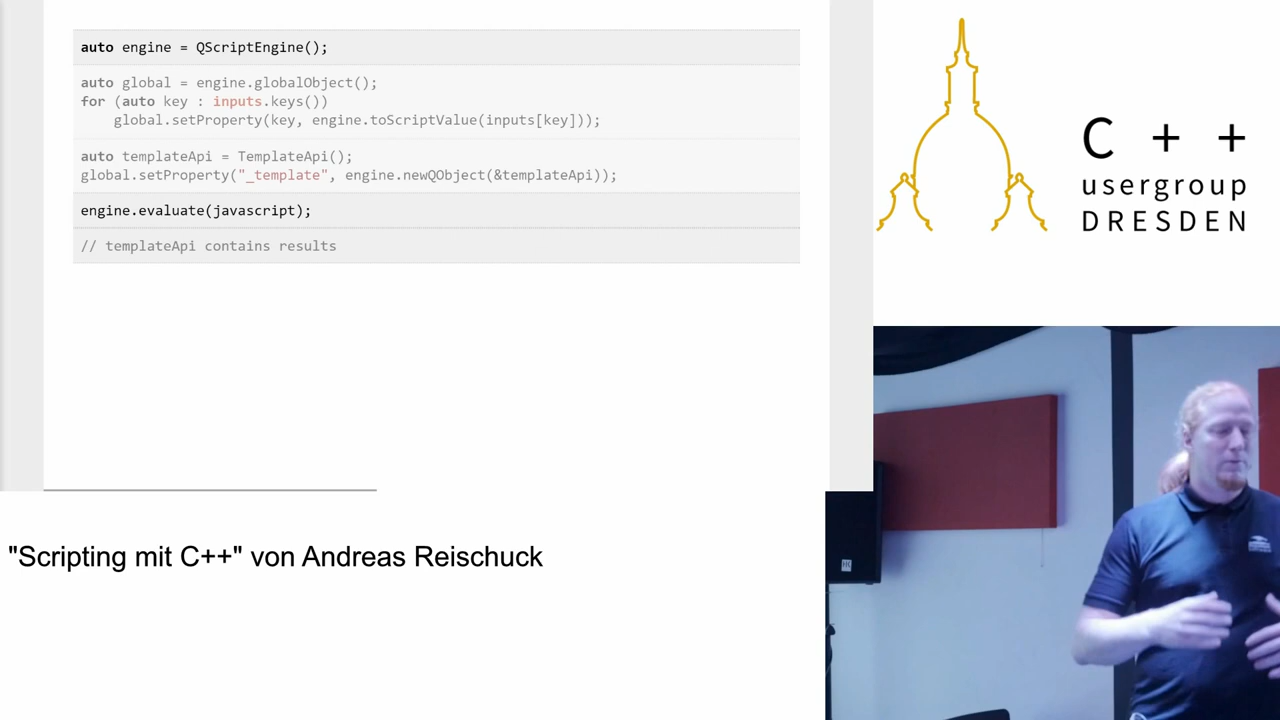 auto engine = QScriptEngine();
auto global = engine.globalObject();
for (auto key : inputs.keys())
    global.setProperty(key, engine.toScriptValue(inputs[key]));
auto templateApi = TemplateApi();
global.setProperty("_template", engine.newQObject(&templateApi));
engine.evaluate(javascript);
// templateApi contains results
C + +
usergroup
DRESDEN
"Scripting mit C++" von Andreas Reischuck